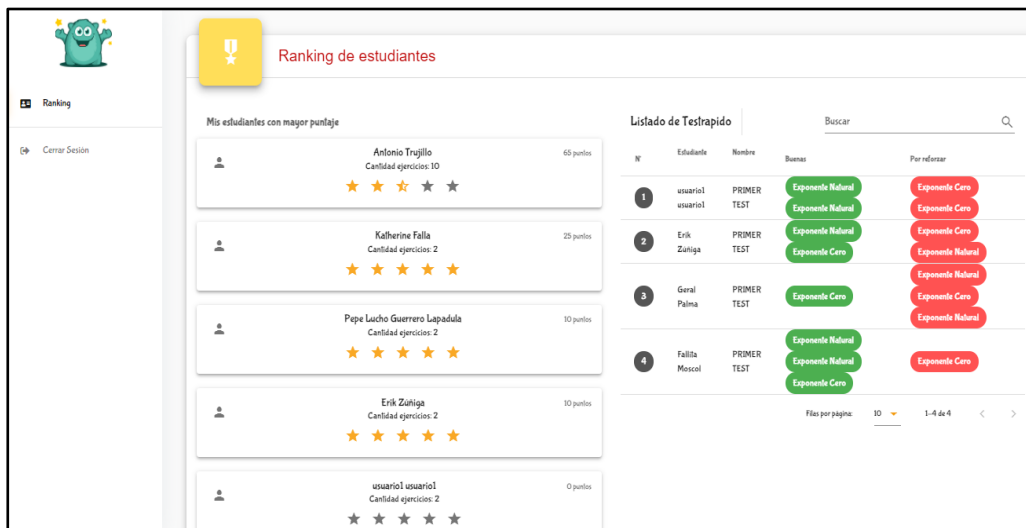 Ranking de estudiantes
Ranking
Cerrar Sesión
Mis estudiantes con mayor puntaje
Antonio Trujillo
65 puntos
Cantidad ejercicios: 10
Katherine Falla
25 puntos
Cantidad ejercicios: 2
Pepe Lucho Guerrero Lapadula
10 puntos
Cantidad ejercicios: 2
Erik Zúñiga
10 puntos
Cantidad ejercicios: 2
usuario1 usuario1
0 puntos
Cantidad ejercicios: 2
Listado de Testrapido
Buscar
N° Estudiante Nombre Buenas Por reforzar
1 usuario1 usuario1 PRIMER TEST
Exponente Natural Exponente Cero
Exponente Natural Exponente Cero
2 Erik Zúñiga PRIMER TEST
Exponente Natural Exponente Cero
Exponente Cero Exponente Natural
3 Geral Palma PRIMER TEST
Exponente Natural
Exponente Cero Exponente Cero
Exponente Natural
4 Fallita Moscol PRIMER TEST
Exponente Natural
Exponente Natural Exponente Cero
Exponente Cero
Filas por página: 10 1-4 de 4